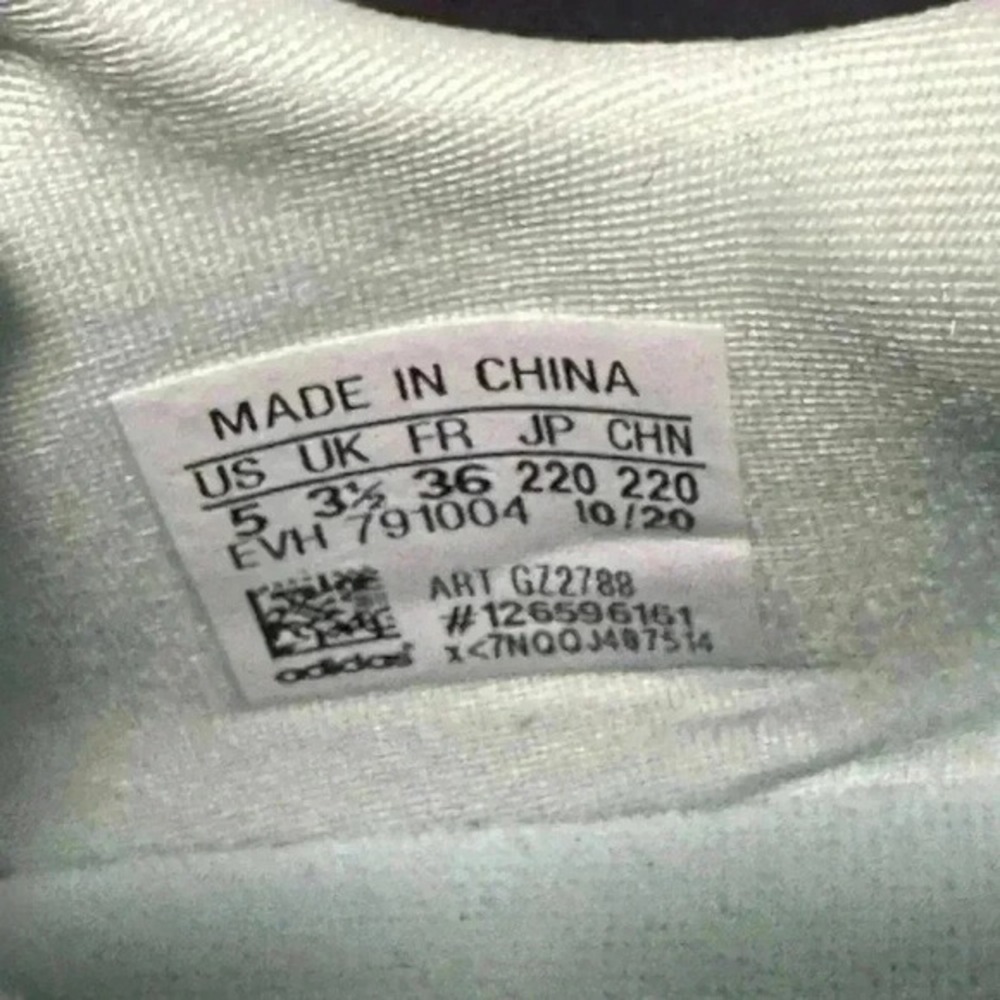 MADE IN CHINA
US UK FR JP CHN
5 3½ 36 220 220
EVH 791004 10/20
ART GZ2788
#126596161
x<7NQQJ487514
adidas